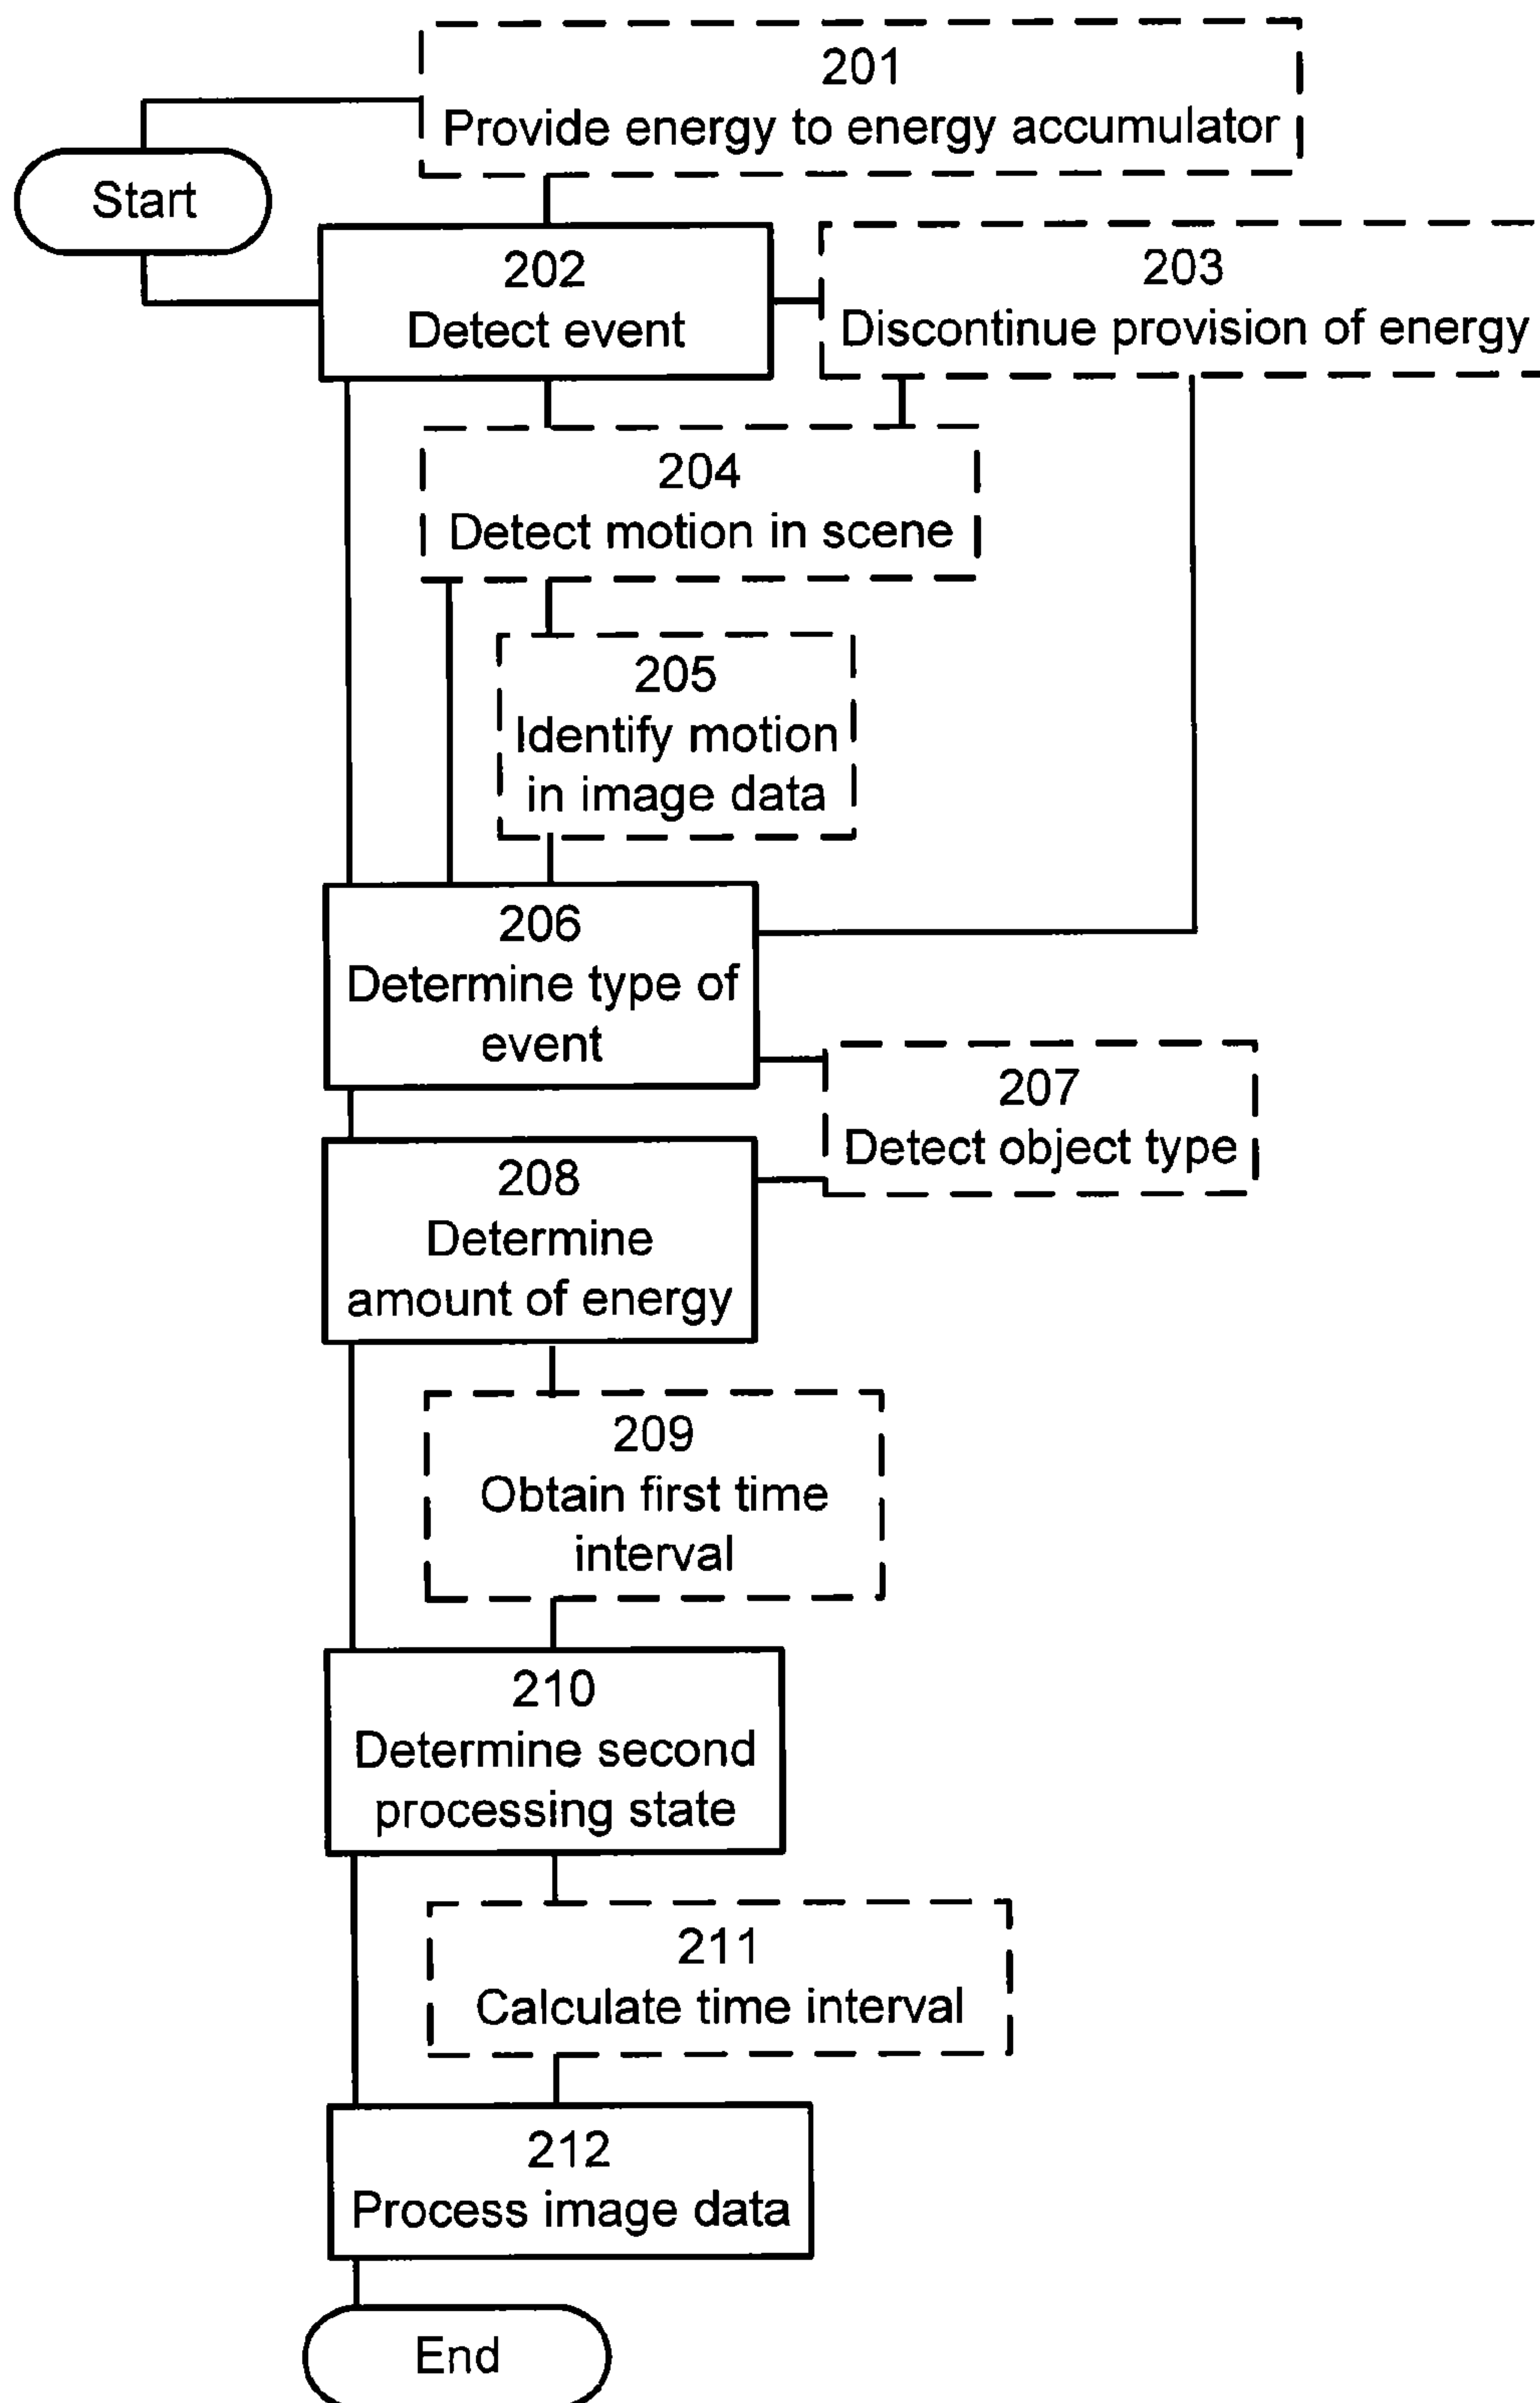 201
Provide energy to energy accumulator
Start
202
Detect event
203
Discontinue provision of energy
204
Detect motion in scene
205
Identify motion
in image data
206
Determine type of
event
207
Detect object type
208
Determine
amount of energy
209
Obtain first time
interval
210
Determine second
processing state
211
Calculate time interval
212
Process image data
End